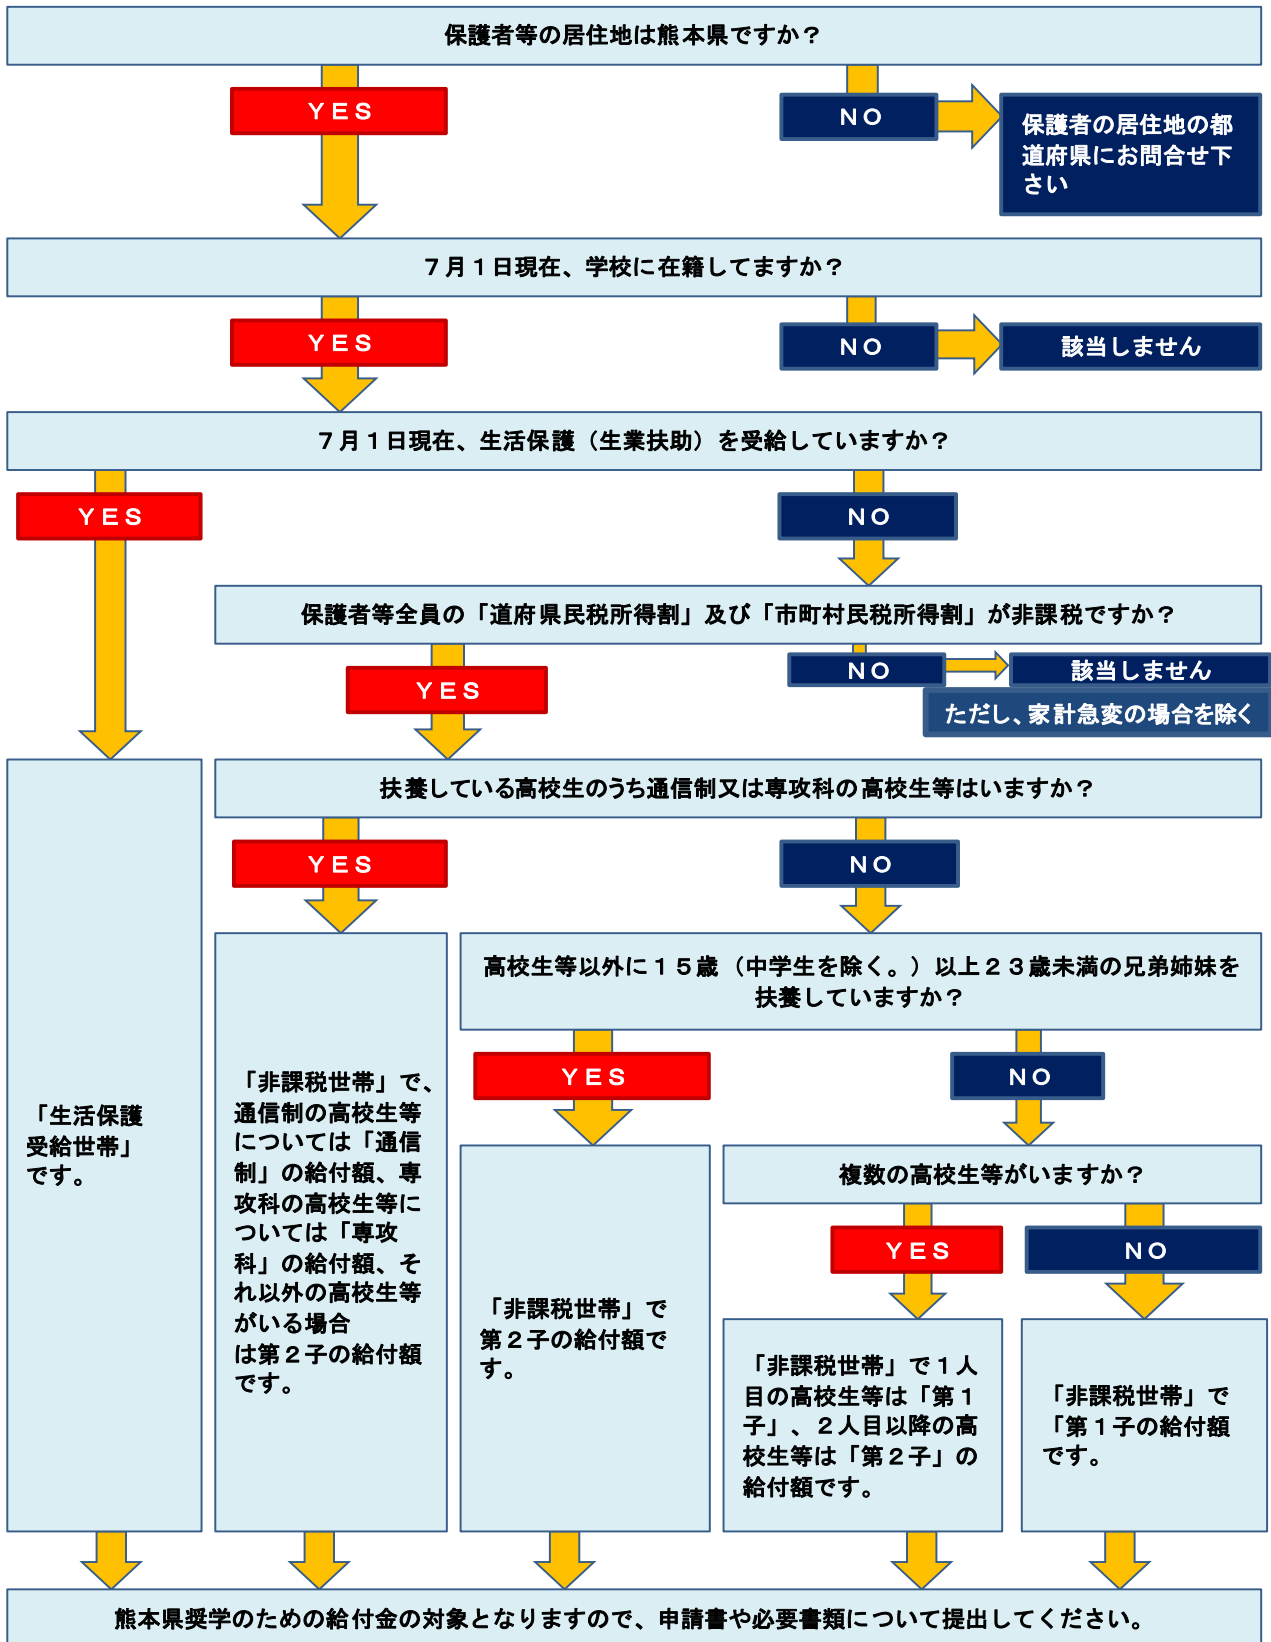 保護者等の居住地は熊本県ですか？
ＹＥＳ
ＮＯ
保護者の居住地の都
道府県にお問合せ下
さい
７月１日現在、学校に在籍してますか？
ＹＥＳ
ＮＯ
該当しません
７月１日現在、生活保護（生業扶助）を受給していますか？
ＹＥＳ
ＮＯ
保護者等全員の「道府県民税所得割」及び「市町村民税所得割」が非課税ですか？
ＹＥＳ
ＮＯ
該当しません
ただし、家計急変の場合を除く
扶養している高校生のうち通信制又は専攻科の高校生等はいますか？
ＹＥＳ
ＮＯ
高校生等以外に１５歳（中学生を除く。）以上２３歳未満の兄弟姉妹を
扶養していますか？
ＹＥＳ
ＮＯ
複数の高校生等がいますか？
ＹＥＳ
ＮＯ
「生活保護
受給世帯」
です。
「非課税世帯」で、
通信制の高校生等
については「通信
制」の給付額、専
攻科の高校生等に
ついては「専攻
科」の給付額、そ
れ以外の高校生等
がいる場合
は第２子の給付額
です。
「非課税世帯」で
第２子の給付額で
す。
「非課税世帯」で１人
目の高校生等は「第１
子」、２人目以降の高
校生等は「第２子」の
給付額です。
「非課税世帯」で
「第１子の給付額
です。
熊本県奨学のための給付金の対象となりますので、申請書や必要書類について提出してください。